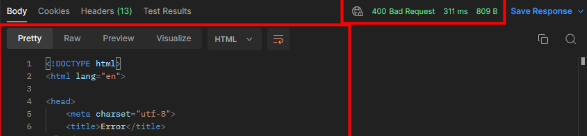 Body Cookies Headers (13) Test Results 400 Bad Request 311 ms 809 B Save Response
Pretty Raw Preview Visualize HTML
1 <!DOCTYPE html>
2 <html lang="en">
3
4 <head>
5 <meta charset="utf-8">
6 <title>Error</title>